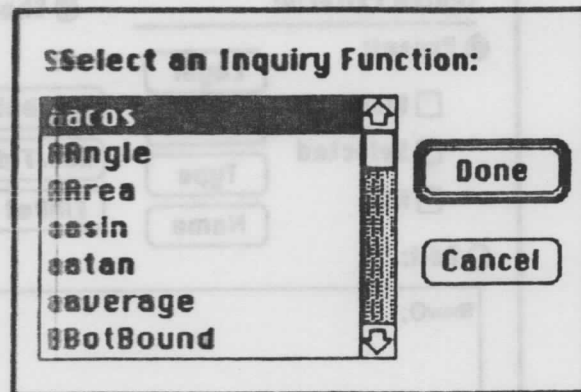 Select an Inquiry Function:
acos
Angle
Area
asin
atan
average
BotBound
Done
Cancel